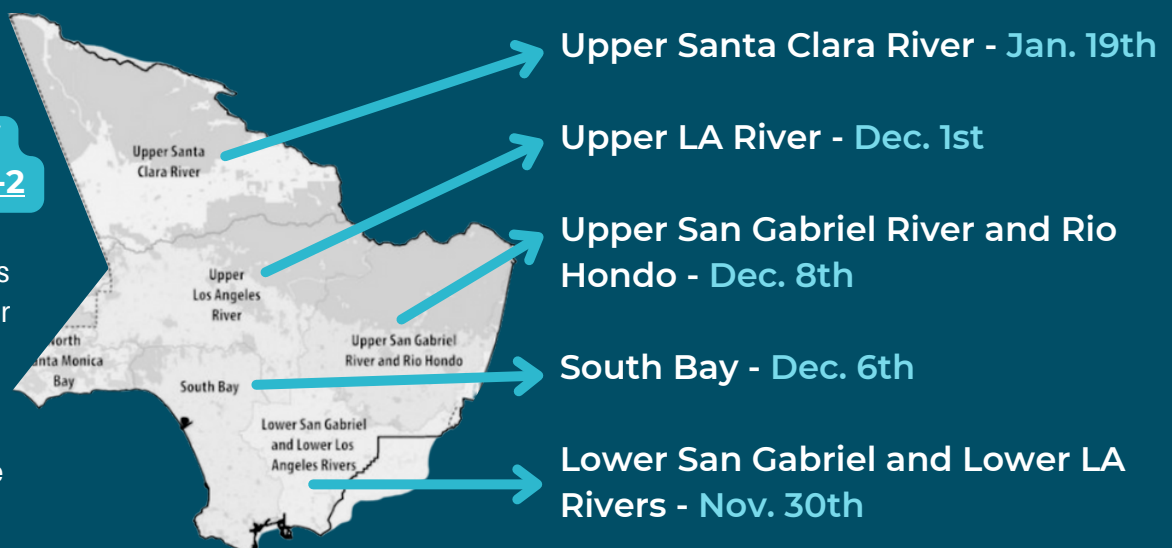 -2
s
r
e
Upper Santa
Clara River
Upper
Los Angeles
River
Bay
Upper San Gabriel
River and Rio Hondo
South Bay
Lower San Gabriel
and Lower Los
Angeles Rivers
Upper Santa Clara River - Jan. 19th
Upper LA River - Dec. 1st
Upper San Gabriel River and Rio
Hondo - Dec. 8th
South Bay - Dec. 6th
Lower San Gabriel and Lower LA
Rivers - Nov. 30th